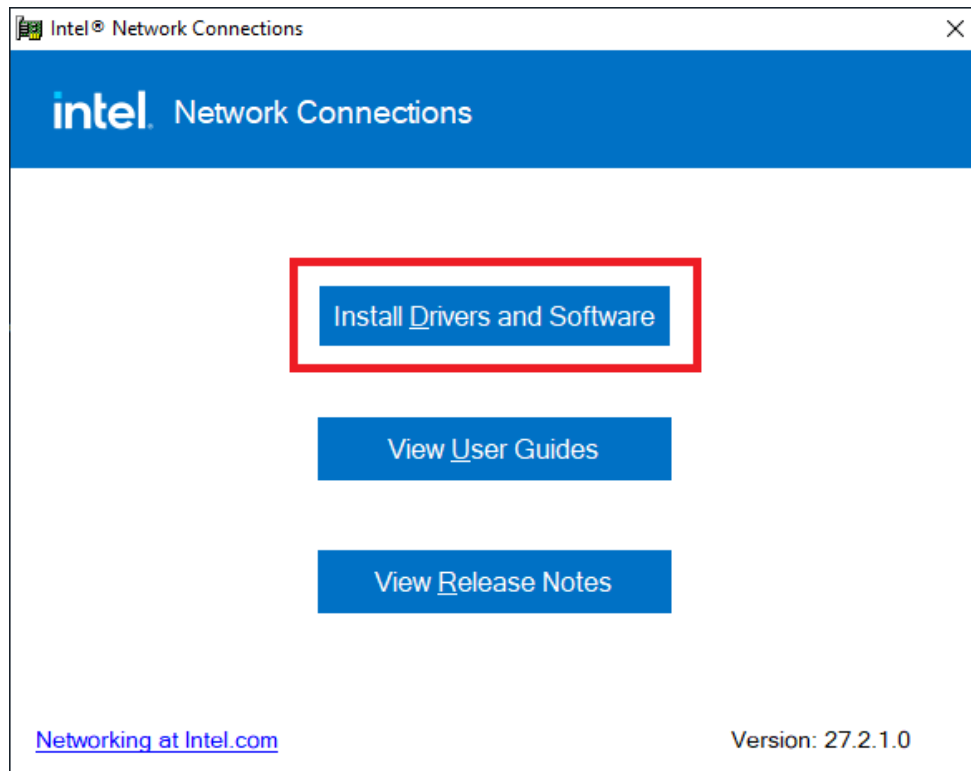 Intel® Network Connections
intel. Network Connections
Install Drivers and Software
View User Guides
View Release Notes
Networking at Intel.com
Version: 27.2.1.0